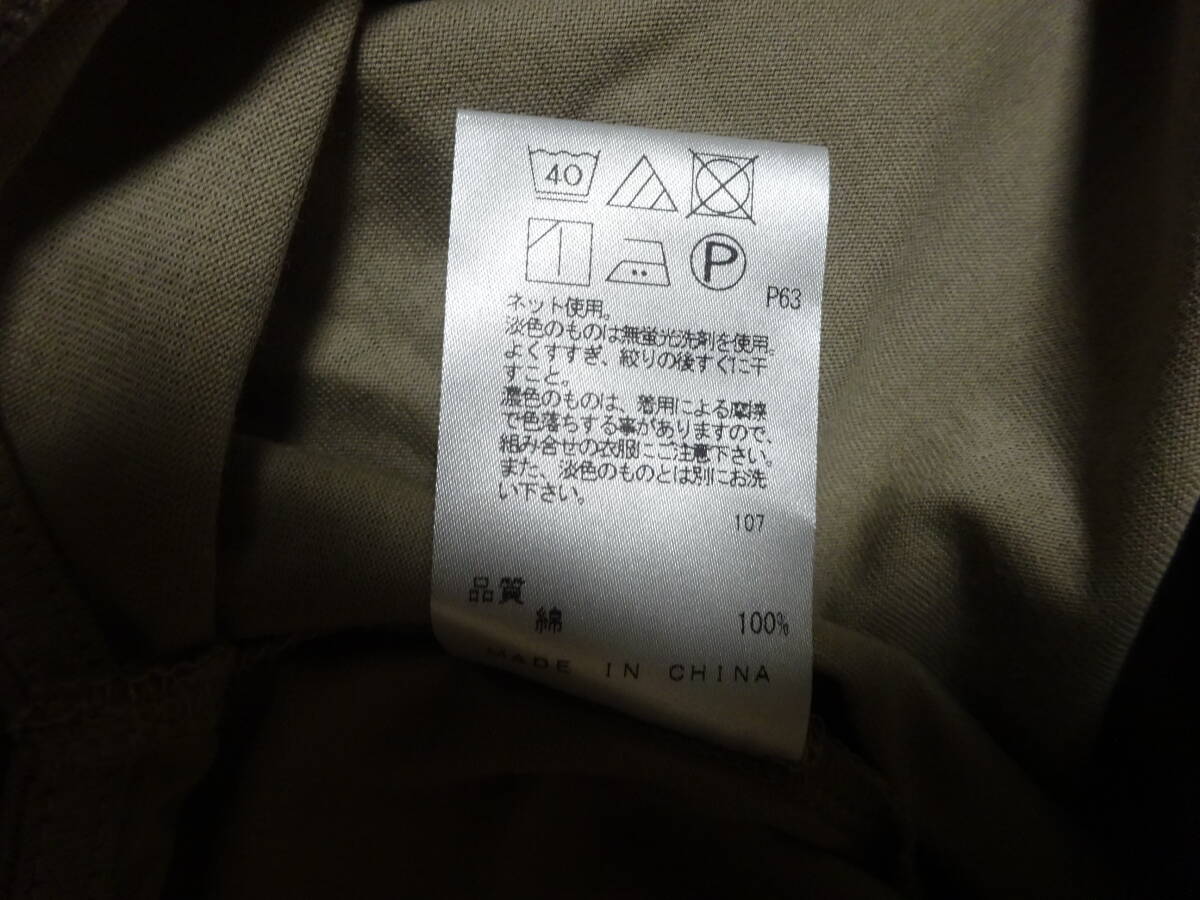 40
P
P63
ネット使用。
淡色のものは無蛍光洗剤を使用。
よくすすぎ、絞りの後すぐに干
すこと。
濃色のものは、着用による摩擦
で色落ちする事がありますので、
組み合せの衣服にご注意下さい。
また、淡色のものとは別にお洗
い下さい。
107
品質
綿 100%
MADE IN CHINA